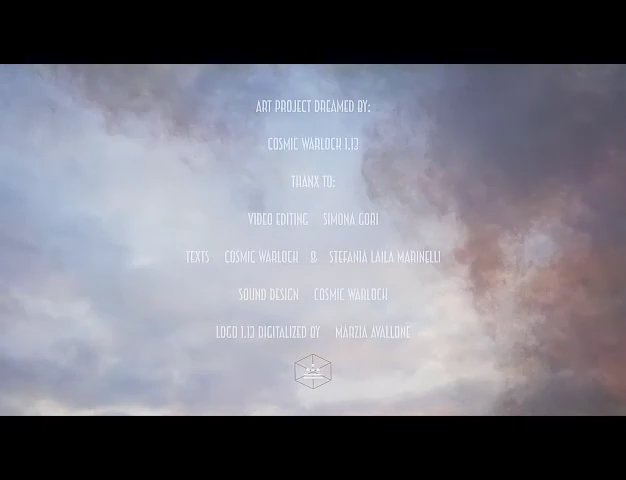 ART PROJECT DREAMED BY:
COSMIC WARLOCK 1.13
THANX TO:
VIDEO EDITING SIMONA GORI
TEXTS COSMIC WARLOCK & STEFANIA LAILA MARINELLI
SOUND DESIGN COSMIC WARLOCK
LOGO 1.13 DIGITALIZED BY MARZIA AVALLONE